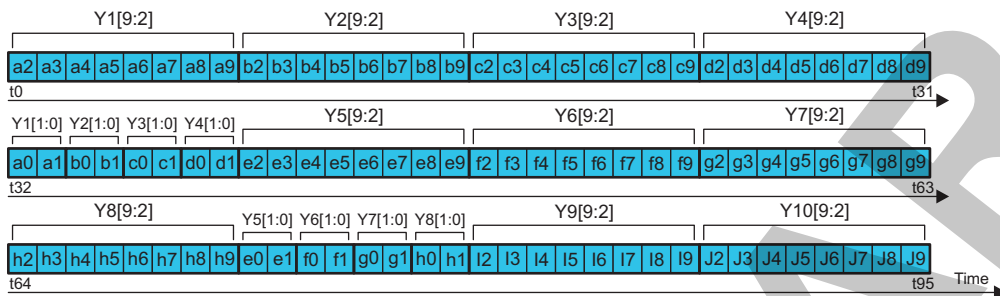 Y1[9:2] Y2[9:2] Y3[9:2] Y4[9:2]
a2 a3 a4 a5 a6 a7 a8 a9 b2 b3 b4 b5 b6 b7 b8 b9 c2 c3 c4 c5 c6 c7 c8 c9 d2 d3 d4 d5 d6 d7 d8 d9
t0 t31
Y1[1:0] Y2[1:0] Y3[1:0] Y4[1:0] Y5[9:2] Y6[9:2] Y7[9:2]
a0 a1 b0 b1 c0 c1 d0 d1 e2 e3 e4 e5 e6 e7 e8 e9 f2 f3 f4 f5 f6 f7 f8 f9 g2 g3 g4 g5 g6 g7 g8 g9
t32 t63
Y8[9:2] Y5[1:0] Y6[1:0] Y7[1:0] Y8[1:0] Y9[9:2] Y10[9:2]
h2 h3 h4 h5 h6 h7 h8 h9 e0 e1 f0 f1 g0 g1 h0 h1 I2 I3 I4 I5 I6 I7 I8 I9 J2 J3 J4 J5 J6 J7 J8 J9
t64 t95 Time